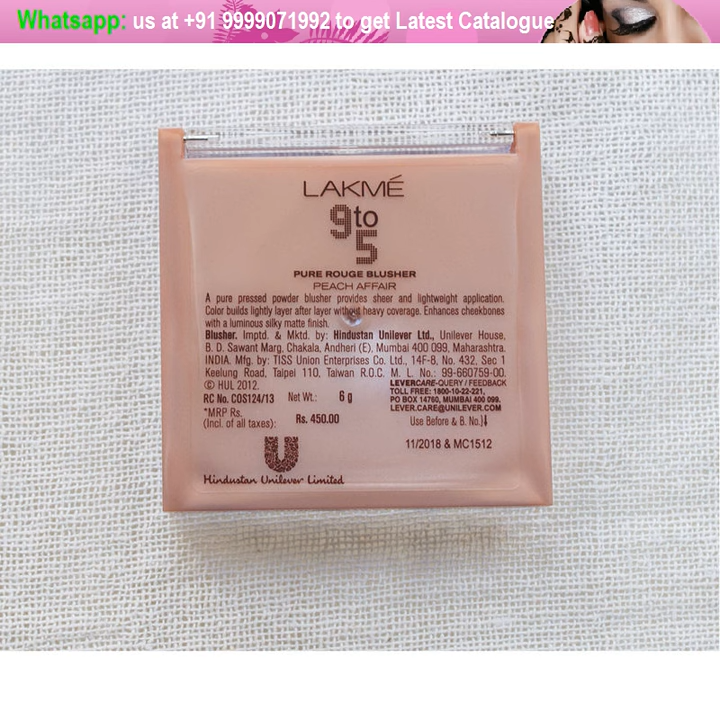 Whatsapp: us at +91 9999071992 to get Latest Catalogue
LAKMÉ
9to
5
PURE ROUGE BLUSHER
PEACH AFFAIR
A pure pressed powder blusher provides sheer and lightweight application.
Color builds lightly layer after layer without heavy coverage. Enhances cheekbones
with a luminous silky matte finish.
Blusher. Imptd. & Mktd. by: Hindustan Unilever Ltd., Unilever House,
B. D. Sawant Marg, Chakala, Andheri (E), Mumbai 400 099, Maharashtra.
INDIA. Mfg. by: TISS Union Enterprises Co. Ltd., 14F-8, No. 432, Sec 1
Keelung Road, Taipei 110, Taiwan R.O.C. M. L. No.: 99-660759-00.
© HUL 2012.
RC No. COS124/13 Net Wt.: 6 g
*MRP Rs.
(Incl. of all taxes): Rs. 450.00
LEVERCARE-QUERY / FEEDBACK
TOLL FREE: 1800-10-22-221,
PO BOX 14760, MUMBAI 400 099.
LEVER.CARE@UNILEVER.COM
Use Before & B. No.]
11/2018 & MC1512
Hindustan Unilever Limited